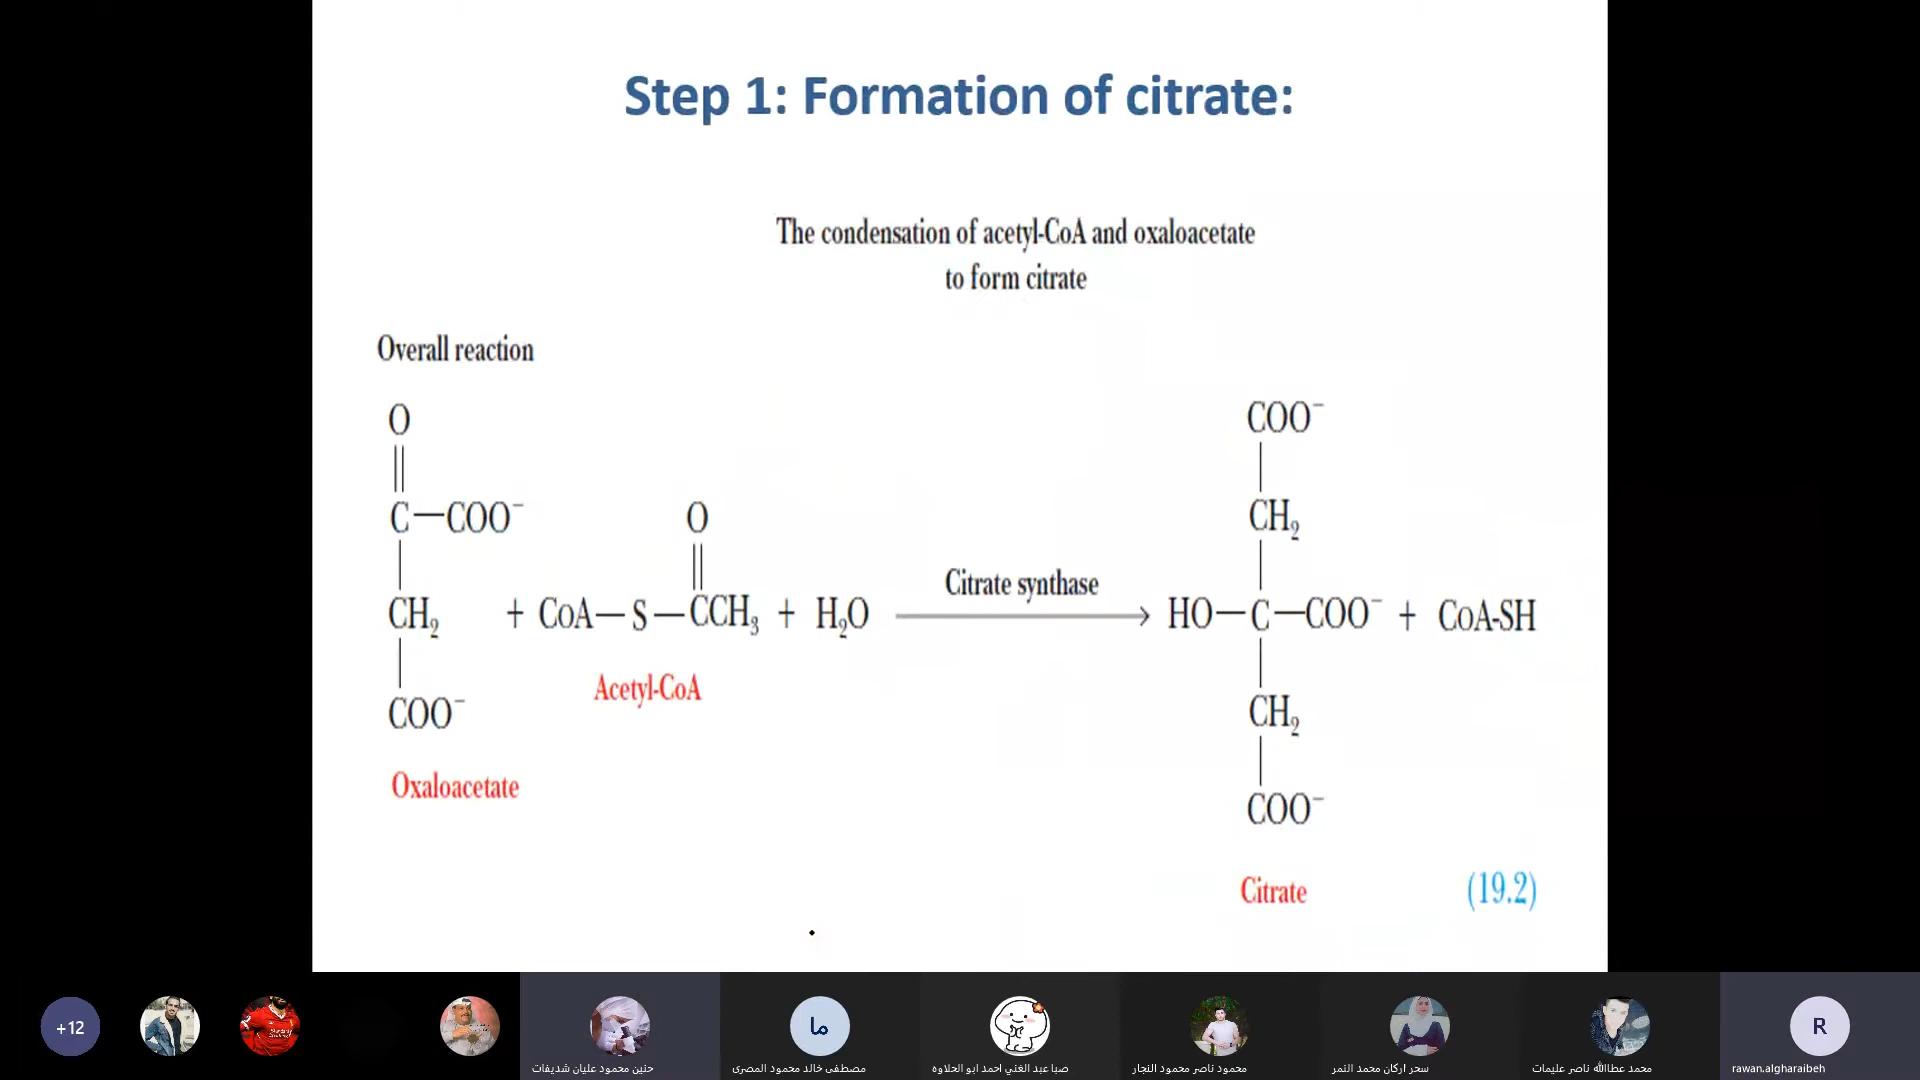 Step 1: Formation of citrate:
The condensation of acetyl-CoA and oxaloacetate
to form citrate
Overall reaction
O
C—COO⁻
CH₂
COO⁻
Oxaloacetate
+ CoA—S—CCH₃ + H₂O
O
Acetyl-CoA
Citrate synthase
COO⁻
CH₂
HO—C—COO⁻ + CoA-SH
CH₂
COO⁻
Citrate
(19.2)
+12
ما
R
حنين محمود عليان شديفات
مصطفى خالد محمود المصرى
صبا عبد الغني احمد ابو الحلاوه
محمود ناصر محمود النجار
سحر اركان محمد النمر
محمد عطاالله ناصر عليمات
rawan.algharaibeh